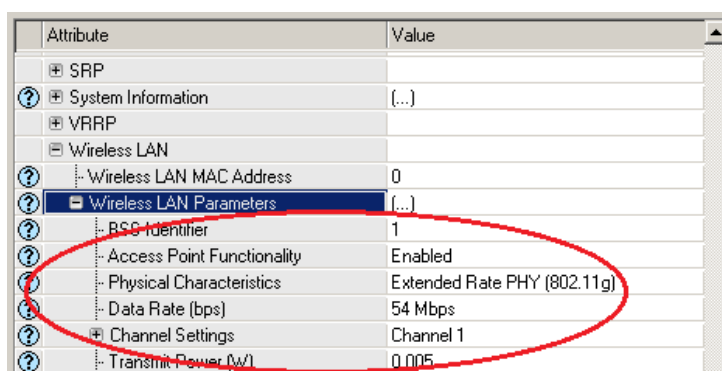 Attribute Value
SRP
System Information (...)
VRRP
Wireless LAN
Wireless LAN MAC Address 0
Wireless LAN Parameters (...)
BSS Identifier 1
Access Point Functionality Enabled
Physical Characteristics Extended Rate PHY (802.11g)
Data Rate (bps) 54 Mbps
Channel Settings Channel 1
Transmit Power (W) 0.005